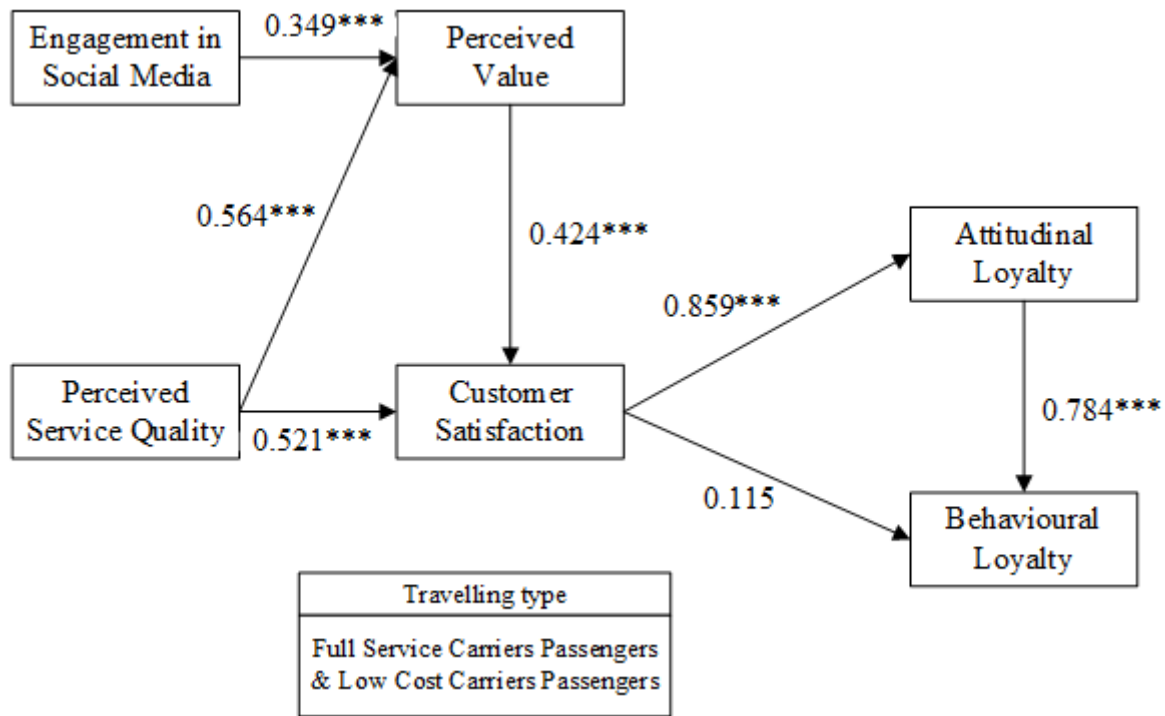 Engagement in
Social Media
0.349***
Perceived
Value
0.564***
0.424***
Attitudinal
Loyalty
0.859***
Perceived
Service Quality
0.521***
Customer
Satisfaction
0.784***
0.115
Behavioural
Loyalty
Travelling type
Full Service Carriers Passengers
& Low Cost Carriers Passengers